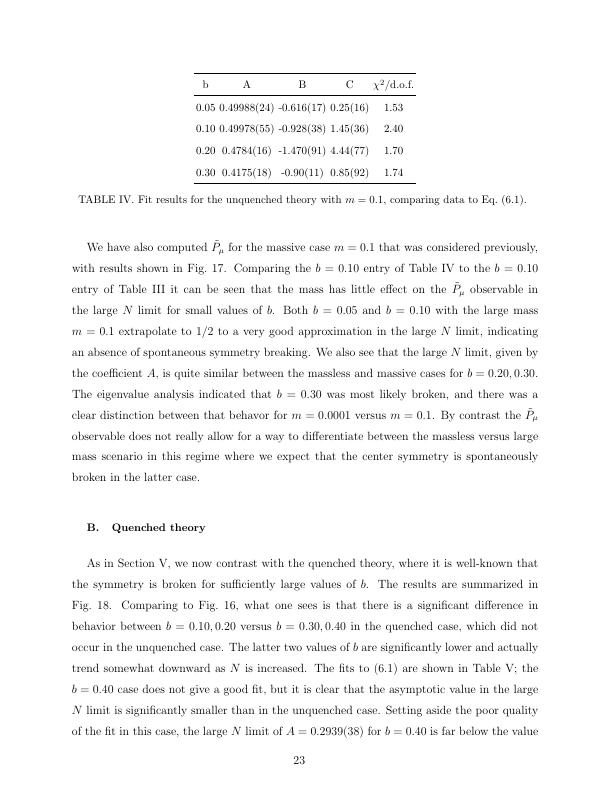 b A B C χ²/d.o.f.
0.05 0.49988(24) -0.616(17) 0.25(16) 1.53
0.10 0.49978(55) -0.928(38) 1.45(36) 2.40
0.20 0.4784(16) -1.470(91) 4.44(77) 1.70
0.30 0.4175(18) -0.90(11) 0.85(92) 1.74
TABLE IV. Fit results for the unquenched theory with m = 0.1, comparing data to Eq. (6.1).
We have also computed P̃μ for the massive case m = 0.1 that was considered previously,
with results shown in Fig. 17. Comparing the b = 0.10 entry of Table IV to the b = 0.10
entry of Table III it can be seen that the mass has little effect on the P̃μ observable in
the large N limit for small values of b. Both b = 0.05 and b = 0.10 with the large mass
m = 0.1 extrapolate to 1/2 to a very good approximation in the large N limit, indicating
an absence of spontaneous symmetry breaking. We also see that the large N limit, given by
the coefficient A, is quite similar between the massless and massive cases for b = 0.20, 0.30.
The eigenvalue analysis indicated that b = 0.30 was most likely broken, and there was a
clear distinction between that behavor for m = 0.0001 versus m = 0.1. By contrast the P̃μ
observable does not really allow for a way to differentiate between the massless versus large
mass scenario in this regime where we expect that the center symmetry is spontaneously
broken in the latter case.
B. Quenched theory
As in Section V, we now contrast with the quenched theory, where it is well-known that
the symmetry is broken for sufficiently large values of b. The results are summarized in
Fig. 18. Comparing to Fig. 16, what one sees is that there is a significant difference in
behavior between b = 0.10, 0.20 versus b = 0.30, 0.40 in the quenched case, which did not
occur in the unquenched case. The latter two values of b are significantly lower and actually
trend somewhat downward as N is increased. The fits to (6.1) are shown in Table V; the
b = 0.40 case does not give a good fit, but it is clear that the asymptotic value in the large
N limit is significantly smaller than in the unquenched case. Setting aside the poor quality
of the fit in this case, the large N limit of A = 0.2939(38) for b = 0.40 is far below the value
23